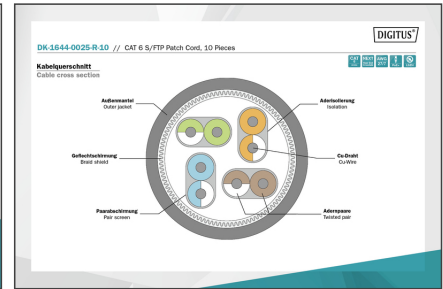 DIGITUS®
DK-1644-0025-R-10 // CAT 6 S/FTP Patch Cord, 10 Pieces
Kabelquerschnitt
Cable cross section
Außenmantel
Outer jacket
Aderisolierung
Isolation
Geflechtschirmung
Braid shield
Cu-Draht
Cu-Wire
Paarabschirmung
Pair screen
Adernpaare
Twisted pair